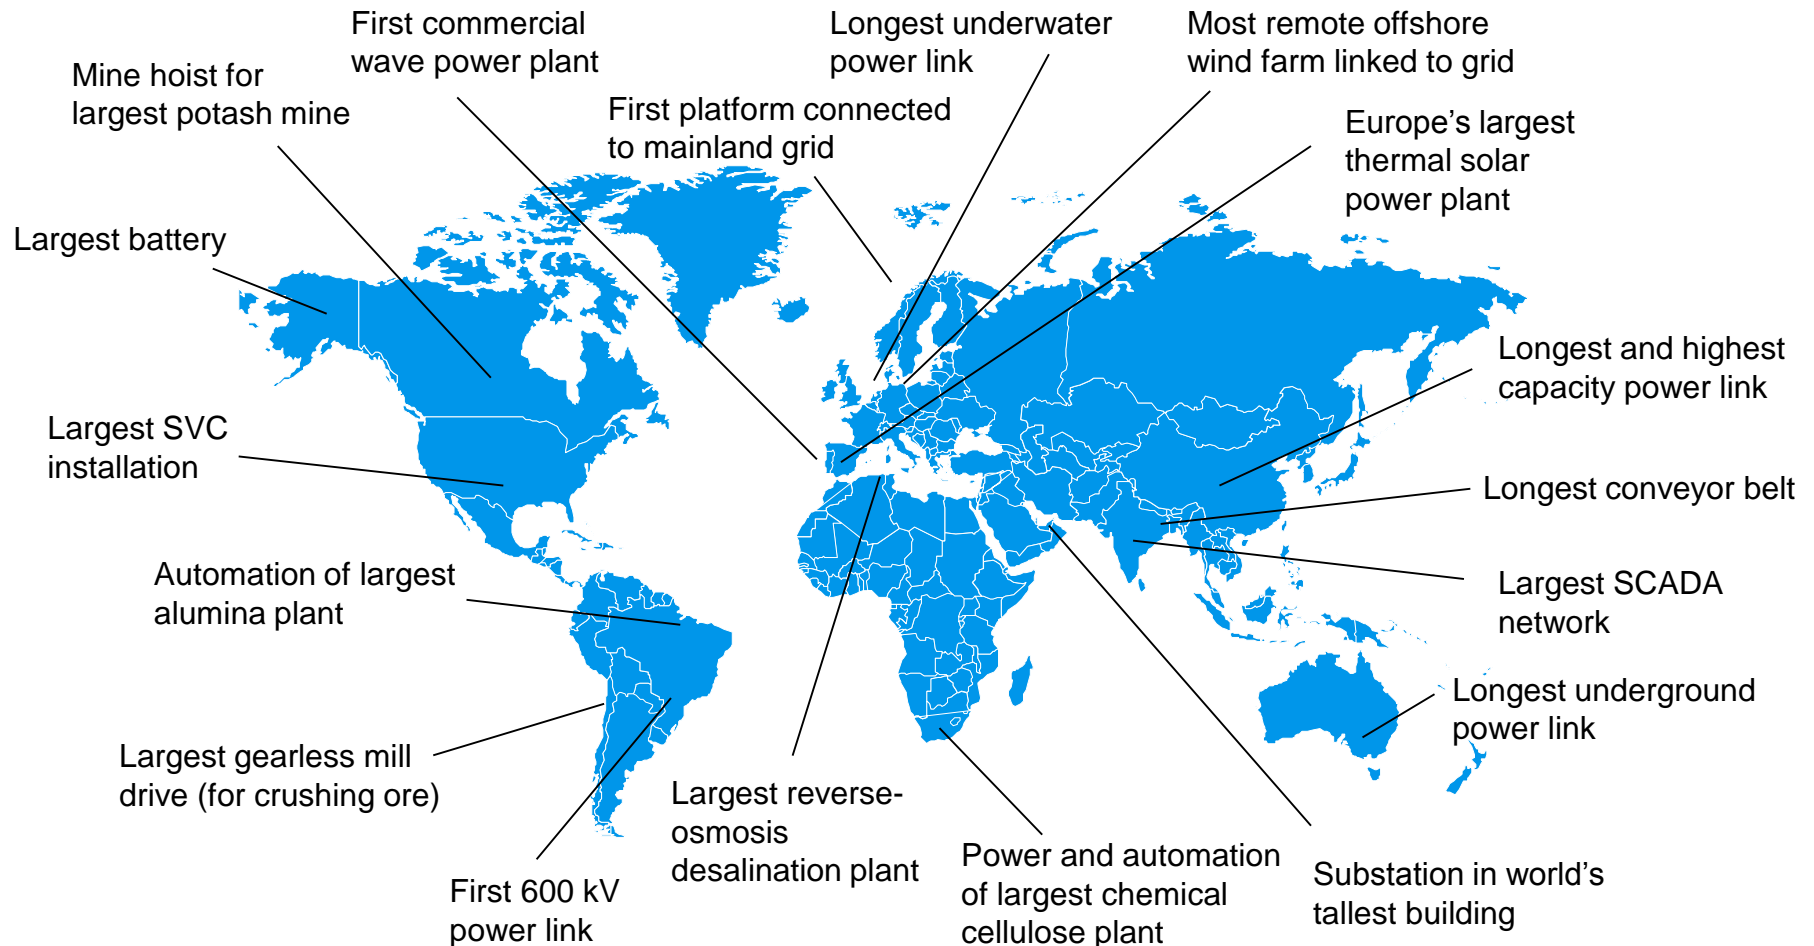 First commercial
wave power plant
Longest underwater
power link
Most remote offshore
wind farm linked to grid
Mine hoist for
largest potash mine
First platform connected
to mainland grid
Europe’s largest
thermal solar
power plant
Largest battery
Longest and highest
capacity power link
Largest SVC
installation
Longest conveyor belt
Automation of largest
alumina plant
Largest SCADA
network
Longest underground
power link
Largest gearless mill
drive (for crushing ore)
Largest reverse-
osmosis
desalination plant
Power and automation
of largest chemical
cellulose plant
Substation in world’s
tallest building
First 600 kV
power link